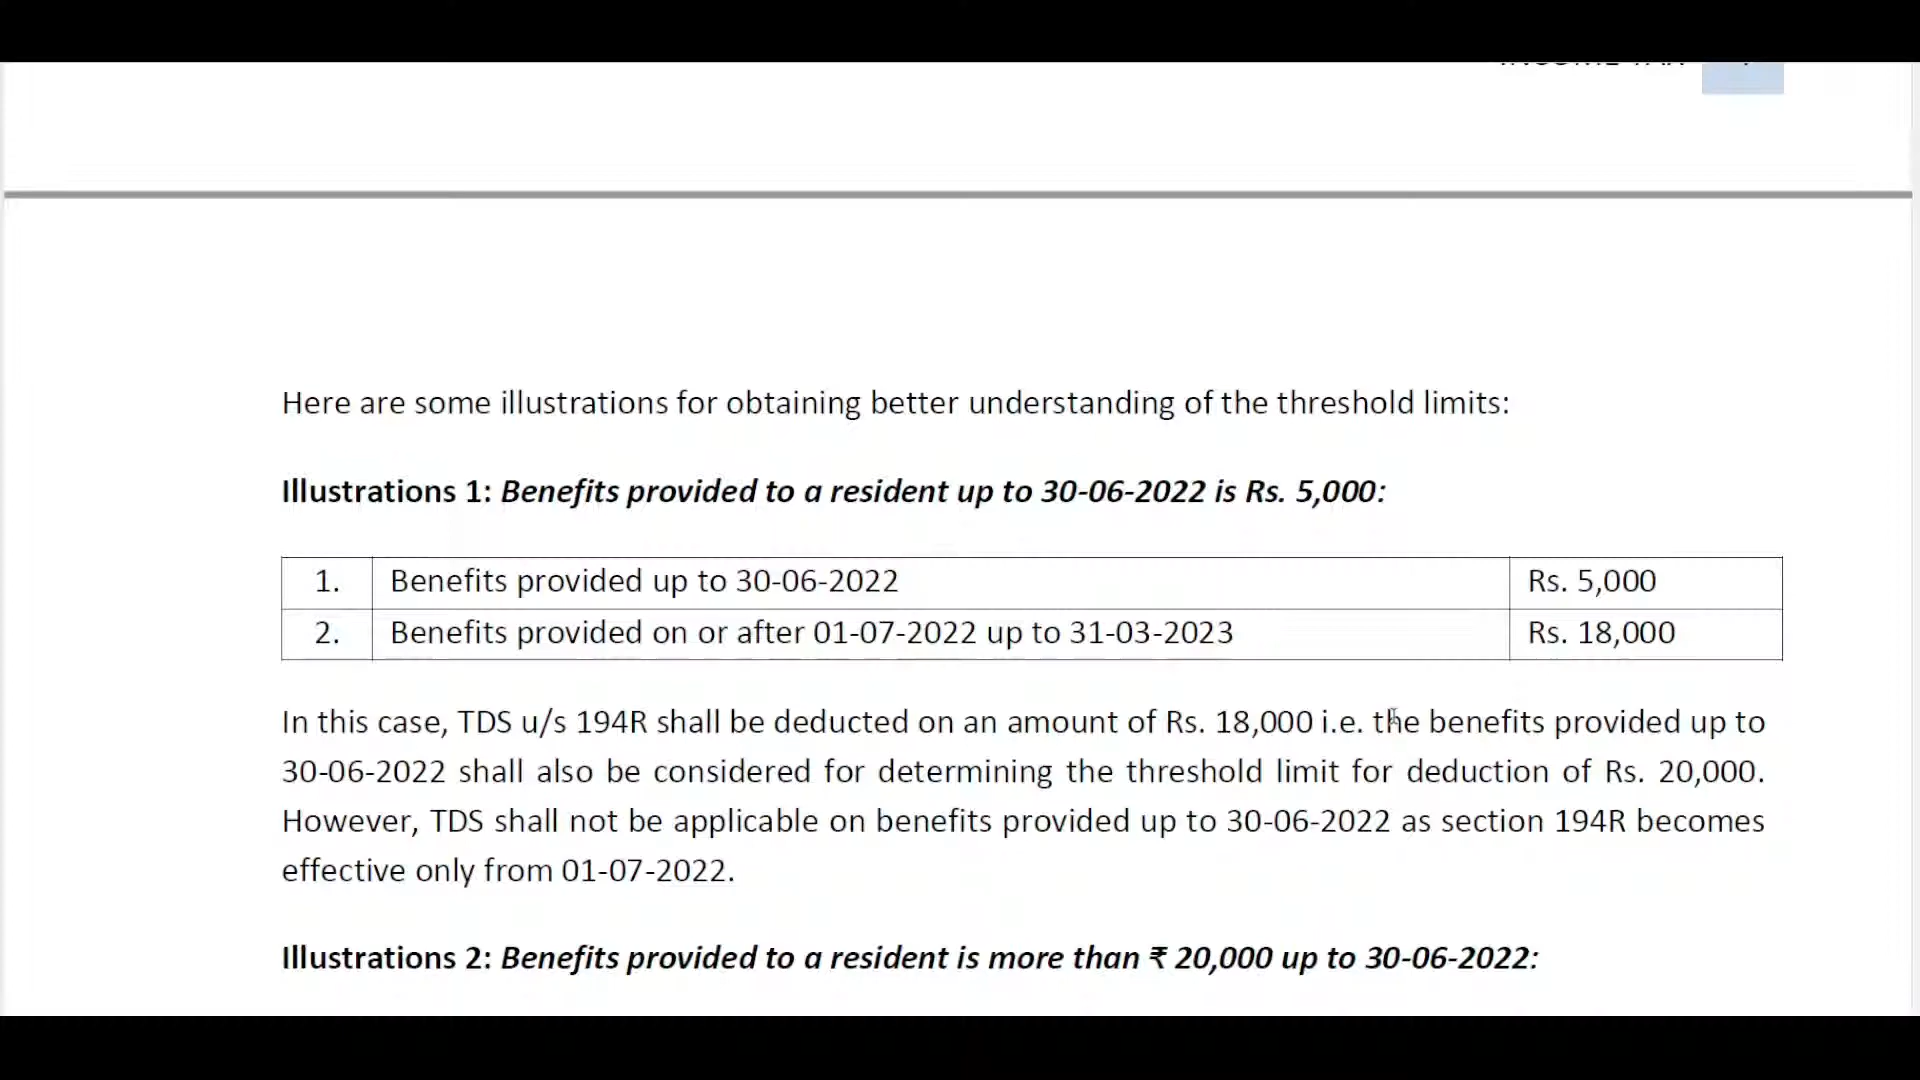 Here are some illustrations for obtaining better understanding of the threshold limits:
Illustrations 1: Benefits provided to a resident up to 30-06-2022 is Rs. 5,000:
1. Benefits provided up to 30-06-2022 Rs. 5,000
2. Benefits provided on or after 01-07-2022 up to 31-03-2023 Rs. 18,000
In this case, TDS u/s 194R shall be deducted on an amount of Rs. 18,000 i.e. the benefits provided up to
30-06-2022 shall also be considered for determining the threshold limit for deduction of Rs. 20,000.
However, TDS shall not be applicable on benefits provided up to 30-06-2022 as section 194R becomes
effective only from 01-07-2022.
Illustrations 2: Benefits provided to a resident is more than ₹ 20,000 up to 30-06-2022: